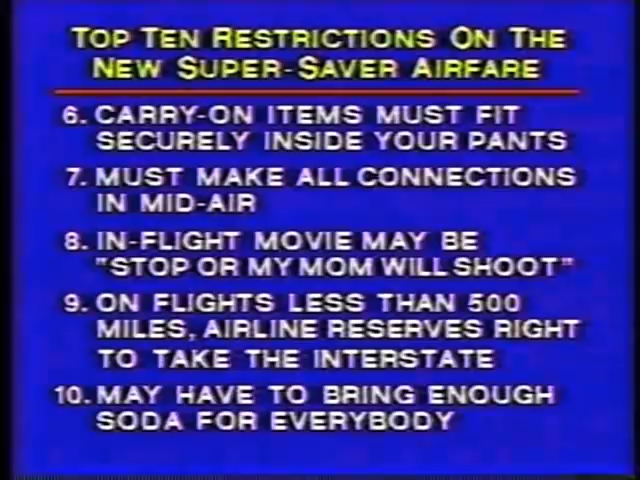 TOP TEN RESTRICTIONS ON THE
NEW SUPER-SAVER AIRFARE
6. CARRY-ON ITEMS MUST FIT
SECURELY INSIDE YOUR PANTS
7. MUST MAKE ALL CONNECTIONS
IN MID-AIR
8. IN-FLIGHT MOVIE MAY BE
"STOP OR MY MOM WILL SHOOT"
9. ON FLIGHTS LESS THAN 500
MILES, AIRLINE RESERVES RIGHT
TO TAKE THE INTERSTATE
10. MAY HAVE TO BRING ENOUGH
SODA FOR EVERYBODY